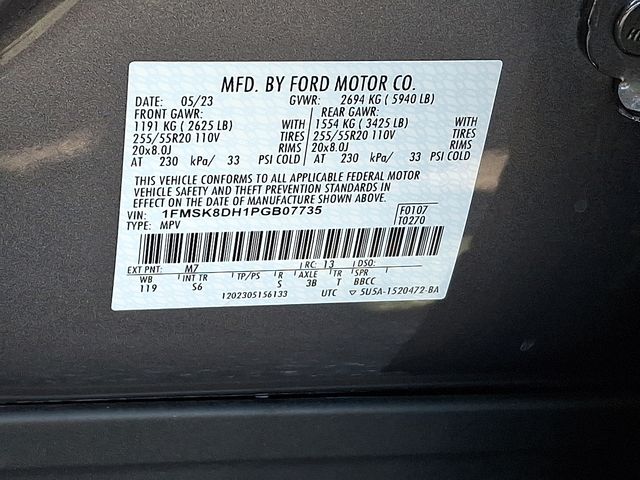 MFD. BY FORD MOTOR CO.
DATE: 05/23 GVWR: 2694 KG ( 5940 LB)
FRONT GAWR: REAR GAWR:
1191 KG ( 2625 LB) WITH 1554 KG ( 3425 LB) WITH
255/55R20 110V TIRES 255/55R20 110V TIRES
20x8.0J RIMS 20x8.0J RIMS
AT 230 kPa/ 33 PSI COLD AT 230 kPa/ 33 PSI COLD
THIS VEHICLE CONFORMS TO ALL APPLICABLE FEDERAL MOTOR
VEHICLE SAFETY AND THEFT PREVENTION STANDARDS IN
EFFECT ON THE DATE OF MANUFACTURE SHOWN ABOVE.
VIN: 1FMSK8DH1PGB07735 F0107
TYPE: MPV T0270
EXT PNT: M7 RC: 13 DSO:
WB INT TR TP/PS R AXLE TR SPR
119 S6 S 3B T BBCC
1202305156133 UTC ▽ 5U5A-1520472-BA